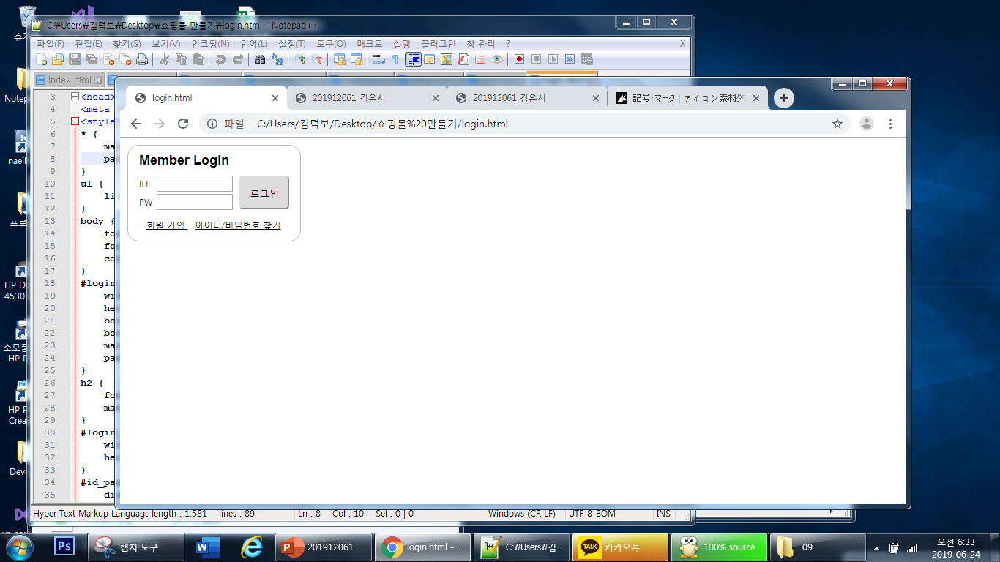 휴지
Notep
naeil
프로
HP D
4530
소모품
- HP D
HP P
Crea
Dev
C:₩Users₩김덕보₩Desktop₩쇼핑몰 만들기₩login.html - Notepad++
파일(F) 편집(E) 찾기(S) 보기(V) 인코딩(N) 언어(L) 설정(T) 도구(O) 매크로 실행 플러그인 창 관리 ? X
index.html
login.html 201912061 김은서 201912061 김은서 記号・マーク | アイコン素材ダウ
파일 C:/Users/김덕보/Desktop/쇼핑몰%20만들기/login.html
Member Login
ID
PW
로그인
회원 가입 아이디/비밀번호 찾기
3 <head>
4 <meta
5 <style
6 * {
7 ma
8 pa
9 }
10 ul {
11 li
12 }
13 body {
14 fo
15 fo
16 co
17 }
18 #login
19 wi
20 he
21 bo
22 bo
23 ma
24 pa
25 }
26 h2 {
27 fo
28 ma
29 }
30 #login
31 wi
32 he
33 }
34 #id_pa
35 di
Hyper Text Markup Language length : 1,581 lines : 89 Ln : 8 Col : 10 Sel : 0 | 0 Windows (CR LF) UTF-8-BOM INS
Ps 캡처 도구 201912061 ... login.html - ... C:₩Users₩김... TALK 카카오톡 100% source... 09 오전 6:33
2019-06-24